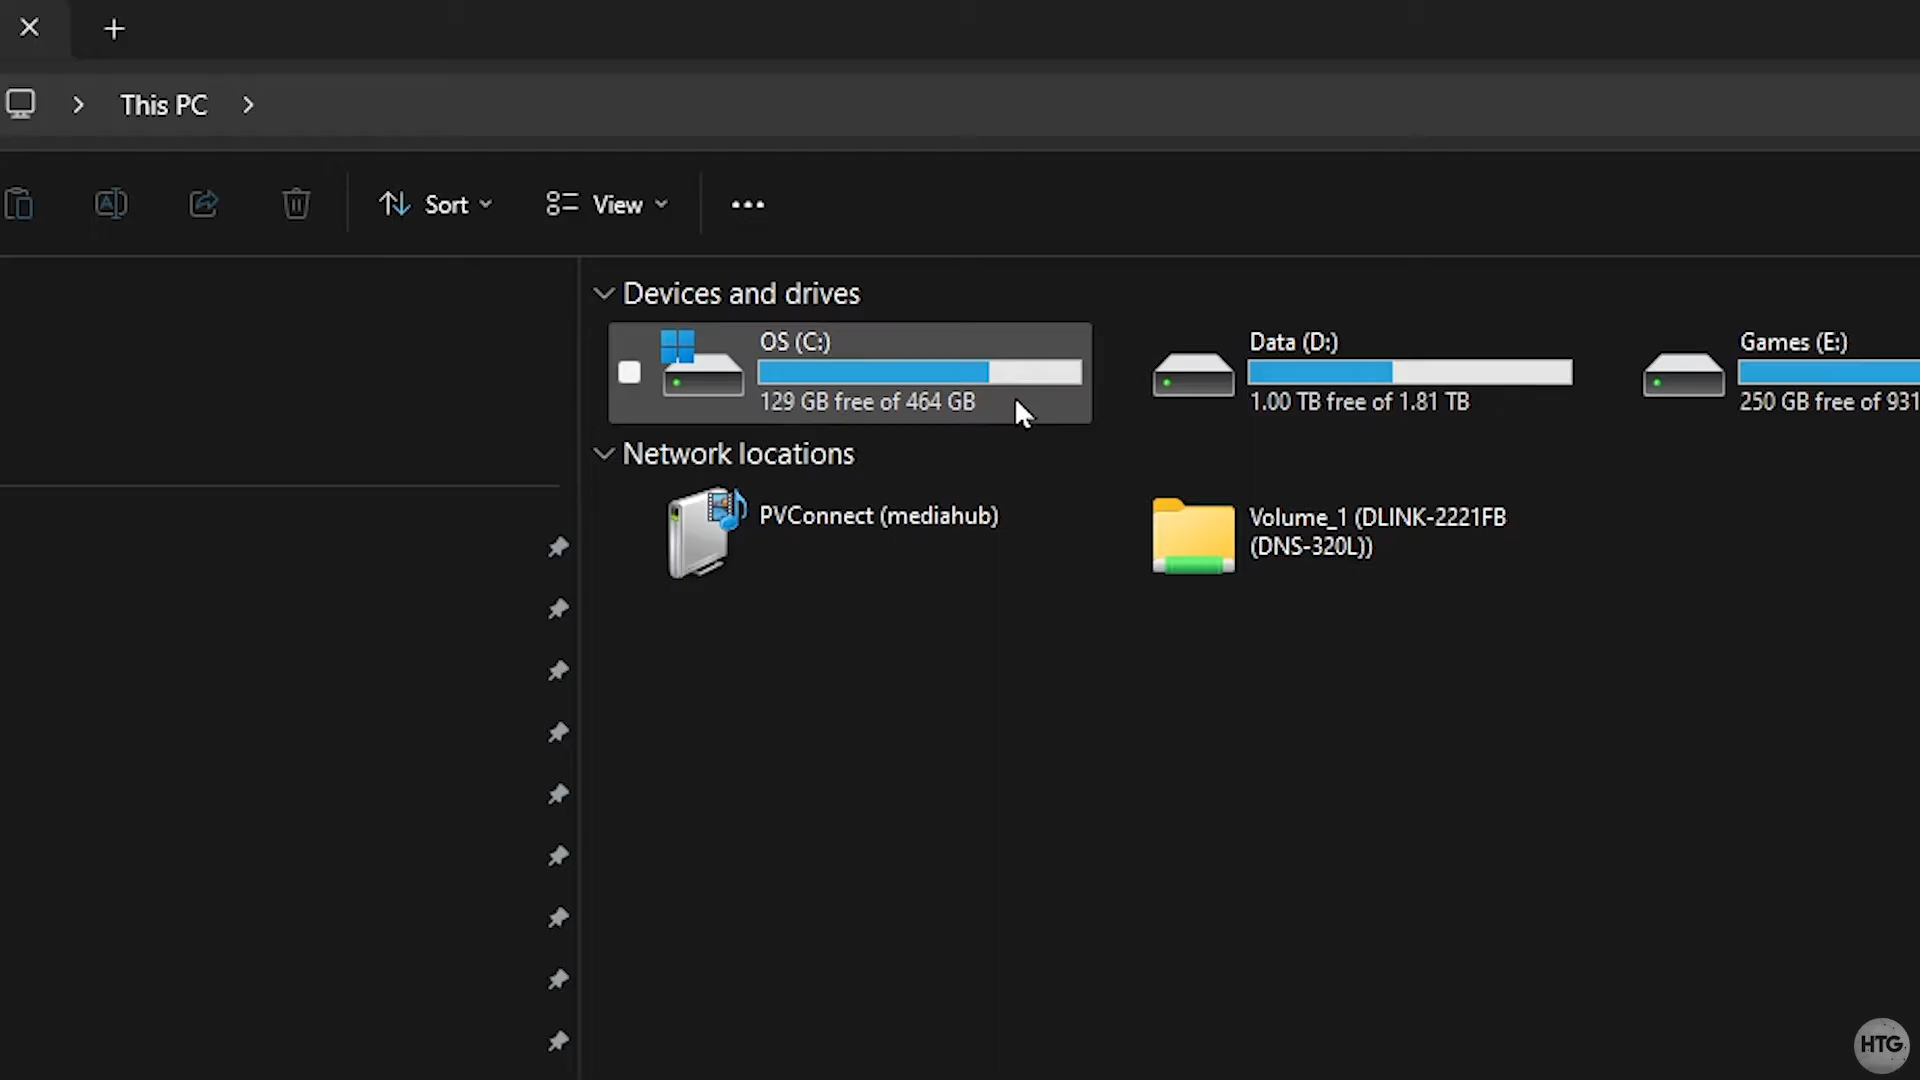 This PC
Sort
View
Devices and drives
OS (C:)
129 GB free of 464 GB
Data (D:)
1.00 TB free of 1.81 TB
Games (E:)
250 GB free of 931
Network locations
PVConnect (mediahub)
Volume_1 (DLINK-2221FB
(DNS-320L))
HTG